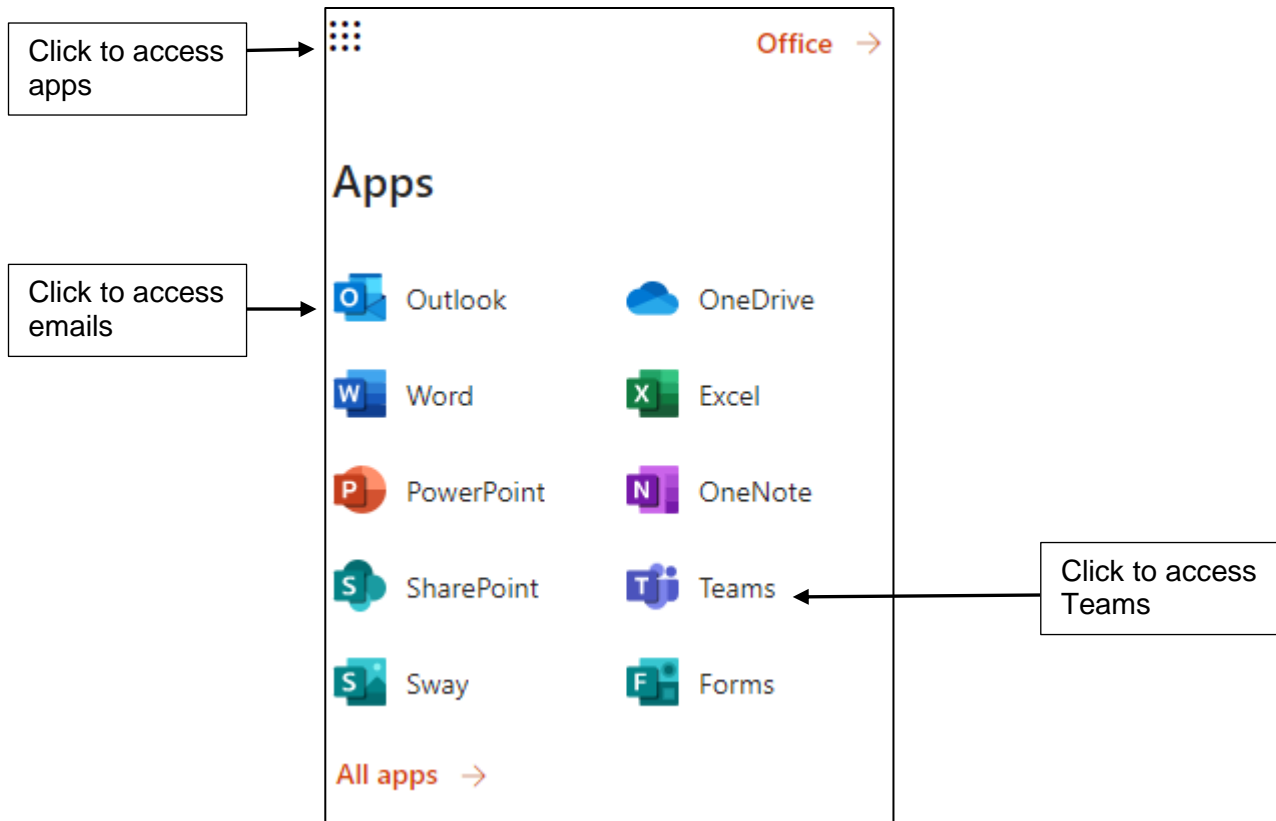 Click to access
apps
Office →
Apps
Click to access
emails
O Outlook
OneDrive
W Word
X Excel
P PowerPoint
N OneNote
S SharePoint
T Teams
Click to access
Teams
S Sway
F Forms
All apps →